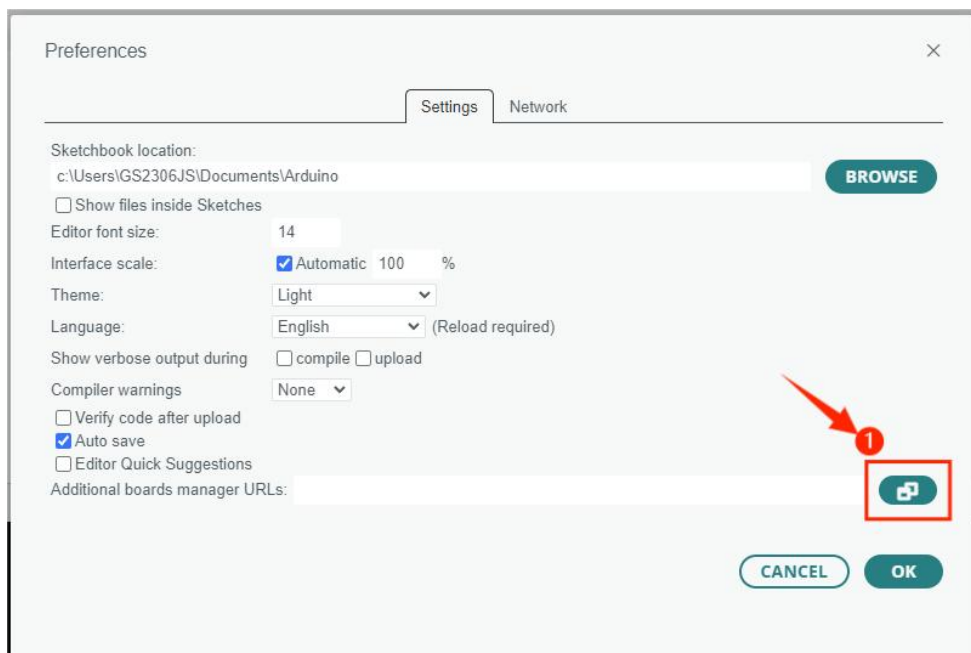 Preferences
Settings Network
Sketchbook location:
c:\Users\GS2306JS\Documents\Arduino BROWSE
Show files inside Sketches
Editor font size: 14
Interface scale: Automatic 100 %
Theme: Light
Language: English (Reload required)
Show verbose output during compile upload
Compiler warnings None
Verify code after upload
Auto save
1
Editor Quick Suggestions
Additional boards manager URLs:
CANCEL OK